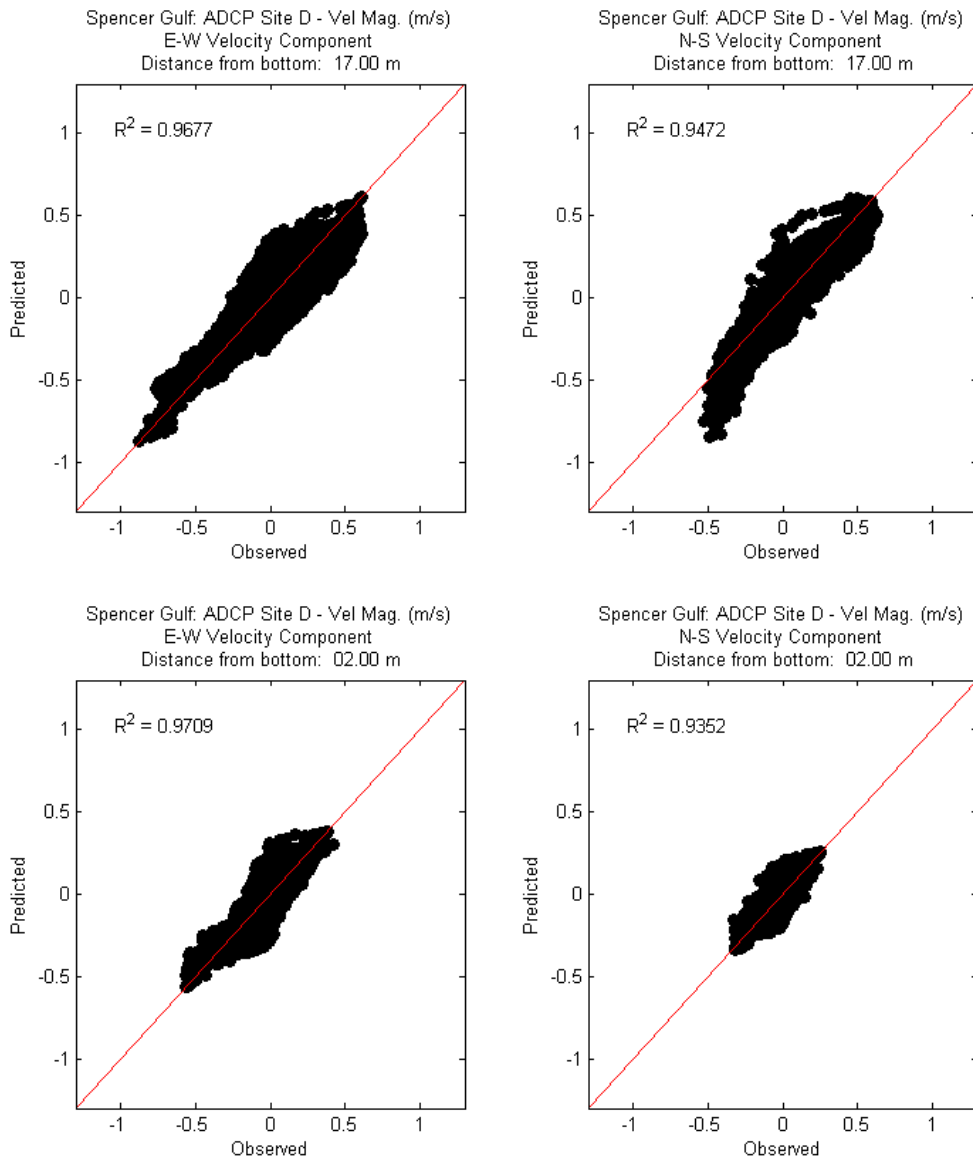 Spencer Gulf: ADCP Site D - Vel Mag. (m/s)
E-W Velocity Component
Distance from bottom: 17.00 m
R² = 0.9677
1
0.5
0
-0.5
-1
Predicted
-1
-0.5
0
0.5
1
Observed
Spencer Gulf: ADCP Site D - Vel Mag. (m/s)
N-S Velocity Component
Distance from bottom: 17.00 m
R² = 0.9472
1
0.5
0
-0.5
-1
Predicted
-1
-0.5
0
0.5
1
Observed
Spencer Gulf: ADCP Site D - Vel Mag. (m/s)
E-W Velocity Component
Distance from bottom: 02.00 m
R² = 0.9709
1
0.5
0
-0.5
-1
Predicted
-1
-0.5
0
0.5
1
Observed
Spencer Gulf: ADCP Site D - Vel Mag. (m/s)
N-S Velocity Component
Distance from bottom: 02.00 m
R² = 0.9352
1
0.5
0
-0.5
-1
Predicted
-1
-0.5
0
0.5
1
Observed